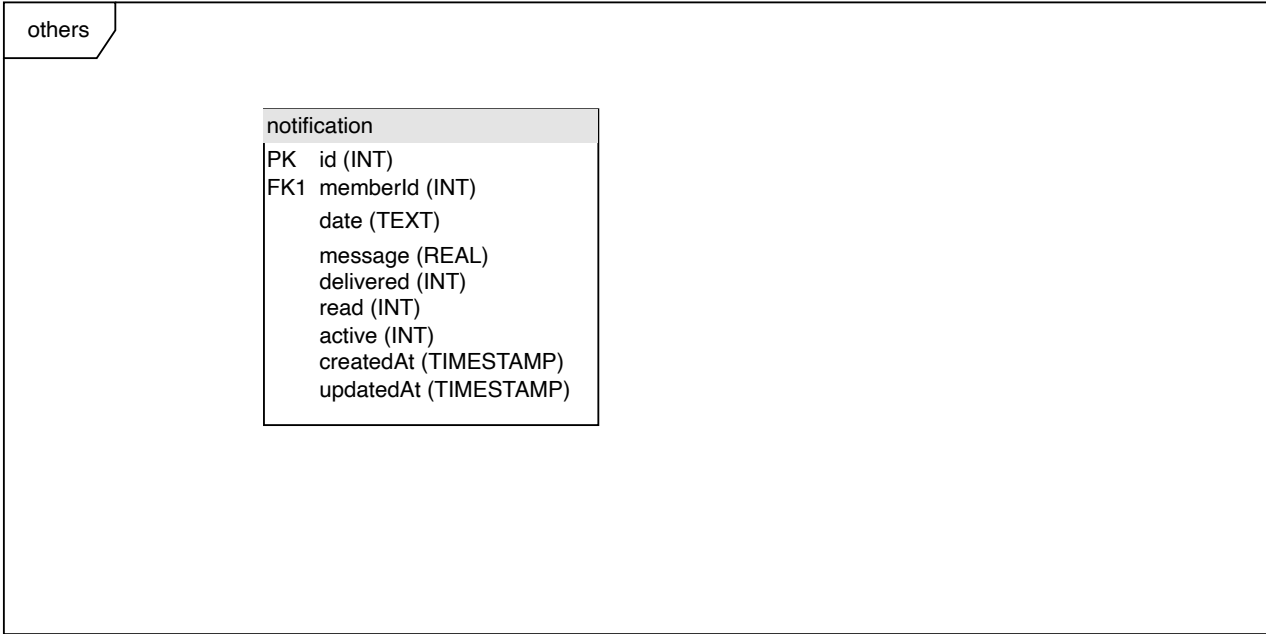 others
notification
PK id (INT)
FK1 memberId (INT)
date (TEXT)
message (REAL)
delivered (INT)
read (INT)
active (INT)
createdAt (TIMESTAMP)
updatedAt (TIMESTAMP)